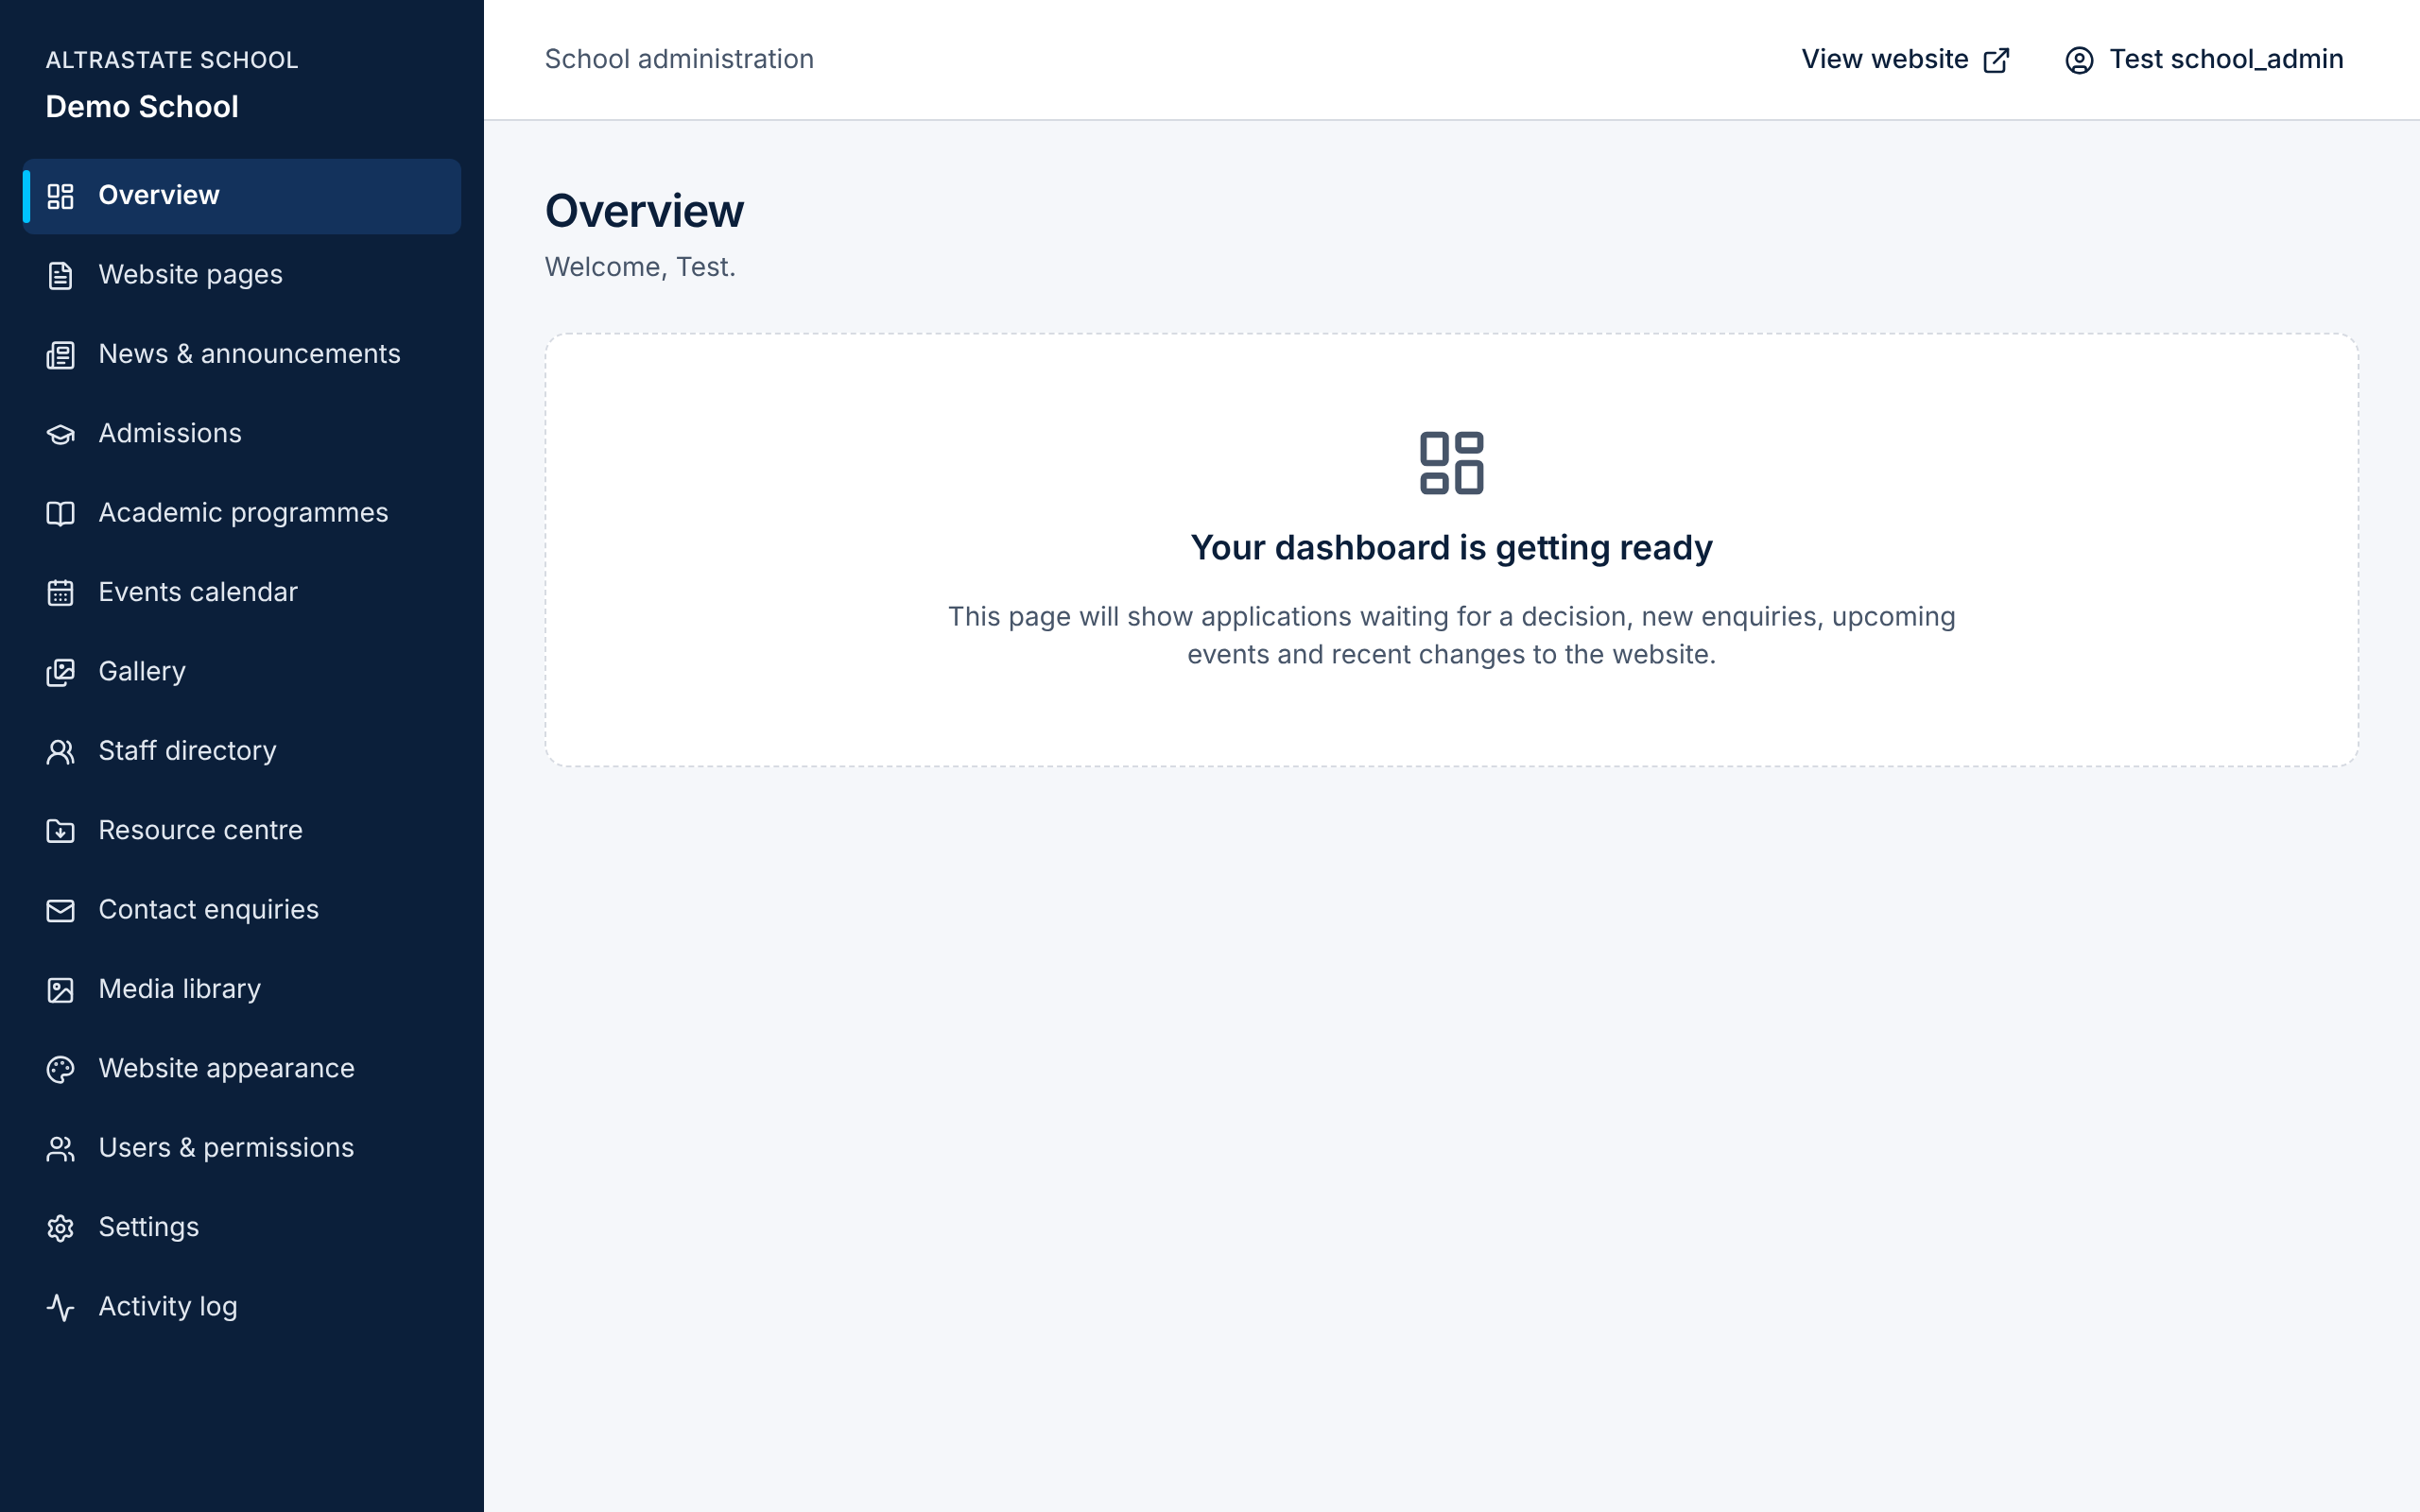 ALTRASTATE SCHOOL
Demo School
Overview
Website pages
News & announcements
Admissions
Academic programmes
Events calendar
Gallery
Staff directory
Resource centre
Contact enquiries
Media library
Website appearance
Users & permissions
Settings
Activity log
School administration
View website
Test school_admin
Overview
Welcome, Test.
Your dashboard is getting ready
This page will show applications waiting for a decision, new enquiries, upcoming
events and recent changes to the website.